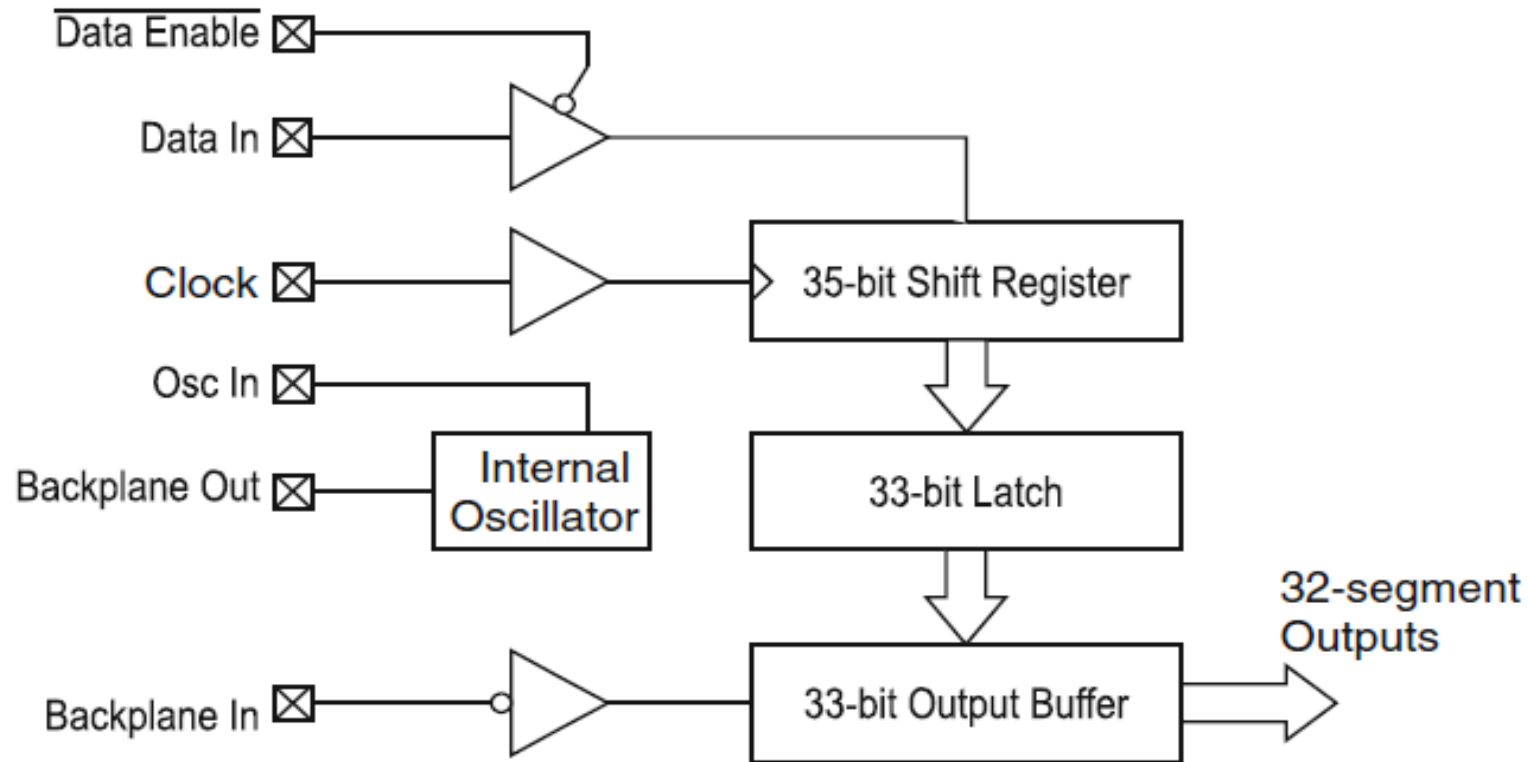 Data Enable
Data In
Clock
35-bit Shift Register
Osc In
Internal
Oscillator
Backplane Out
33-bit Latch
32-segment
Outputs
Backplane In
33-bit Output Buffer